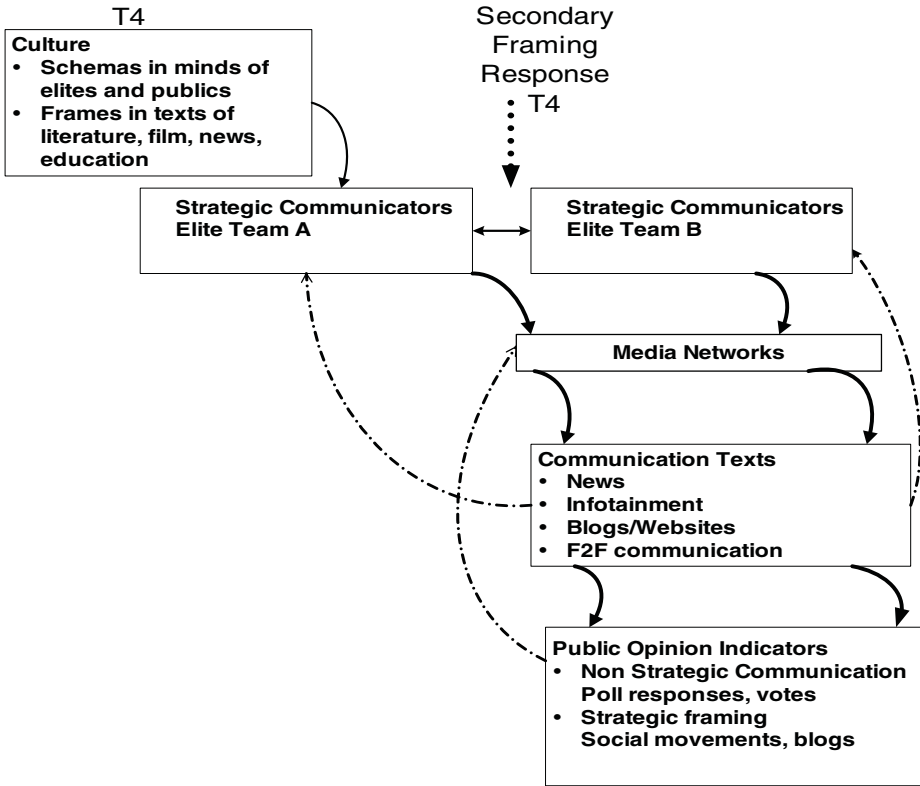 T4
Culture
• Schemas in minds of
elites and publics
• Frames in texts of
literature, film, news,
education
Secondary
Framing
Response
T4
Strategic Communicators
Elite Team A
Strategic Communicators
Elite Team B
Media Networks
Communication Texts
• News
• Infotainment
• Blogs/Websites
• F2F communication
Public Opinion Indicators
• Non Strategic Communication
Poll responses, votes
• Strategic framing
Social movements, blogs